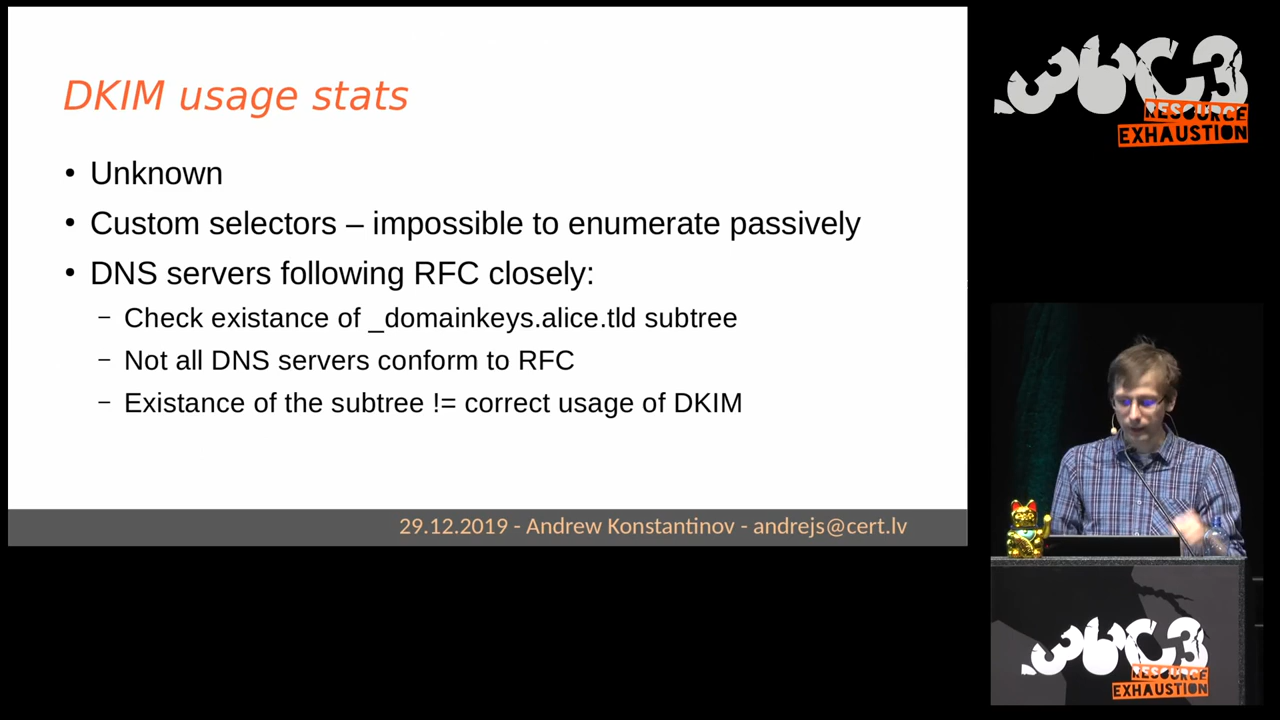 DKIM usage stats
• Unknown
• Custom selectors – impossible to enumerate passively
• DNS servers following RFC closely:
– Check existance of _domainkeys.alice.tld subtree
– Not all DNS servers conform to RFC
– Existance of the subtree != correct usage of DKIM
29.12.2019 - Andrew Konstantinov - andrejs@cert.lv
36C3
RESOURCE
EXHAUSTION
36C3
RESOURCE
EXHAUSTION